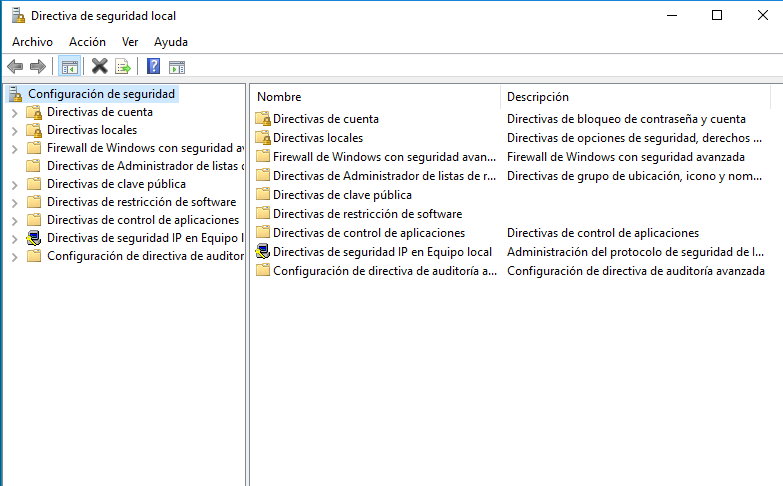 Directiva de seguridad local
Archivo Acción Ver Ayuda
Configuración de seguridad
Directivas de cuenta
Directivas locales
Firewall de Windows con seguridad av
Directivas de Administrador de listas d
Directivas de clave pública
Directivas de restricción de software
Directivas de control de aplicaciones
Directivas de seguridad IP en Equipo l
Configuración de directiva de auditor
Nombre Descripción
Directivas de cuenta Directivas de bloqueo de contraseña y cuenta
Directivas locales Directivas de opciones de seguridad, derechos ...
Firewall de Windows con seguridad avan... Firewall de Windows con seguridad avanzada
Directivas de Administrador de listas de r... Directivas de grupo de ubicación, icono y nom...
Directivas de clave pública
Directivas de restricción de software
Directivas de control de aplicaciones Directivas de control de aplicaciones
Directivas de seguridad IP en Equipo local Administración del protocolo de seguridad de I...
Configuración de directiva de auditoría a... Configuración de directiva de auditoría avanzada